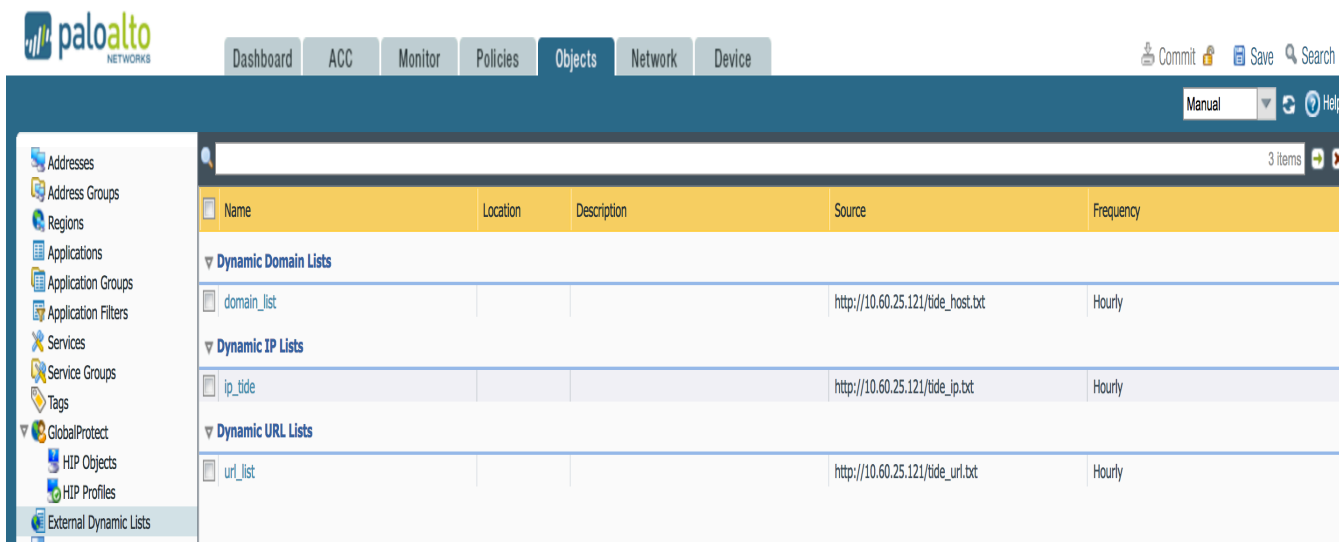 paloalto
NETWORKS
Dashboard ACC Monitor Policies Objects Network Device
Commit Save Search
Manual Help
3 items
Addresses
Address Groups
Regions
Applications
Application Groups
Application Filters
Services
Service Groups
Tags
GlobalProtect
HIP Objects
HIP Profiles
External Dynamic Lists
Name Location Description Source Frequency
Dynamic Domain Lists
domain_list http://10.60.25.121/tide_host.txt Hourly
Dynamic IP Lists
ip_tide http://10.60.25.121/tide_ip.txt Hourly
Dynamic URL Lists
url_list http://10.60.25.121/tide_url.txt Hourly